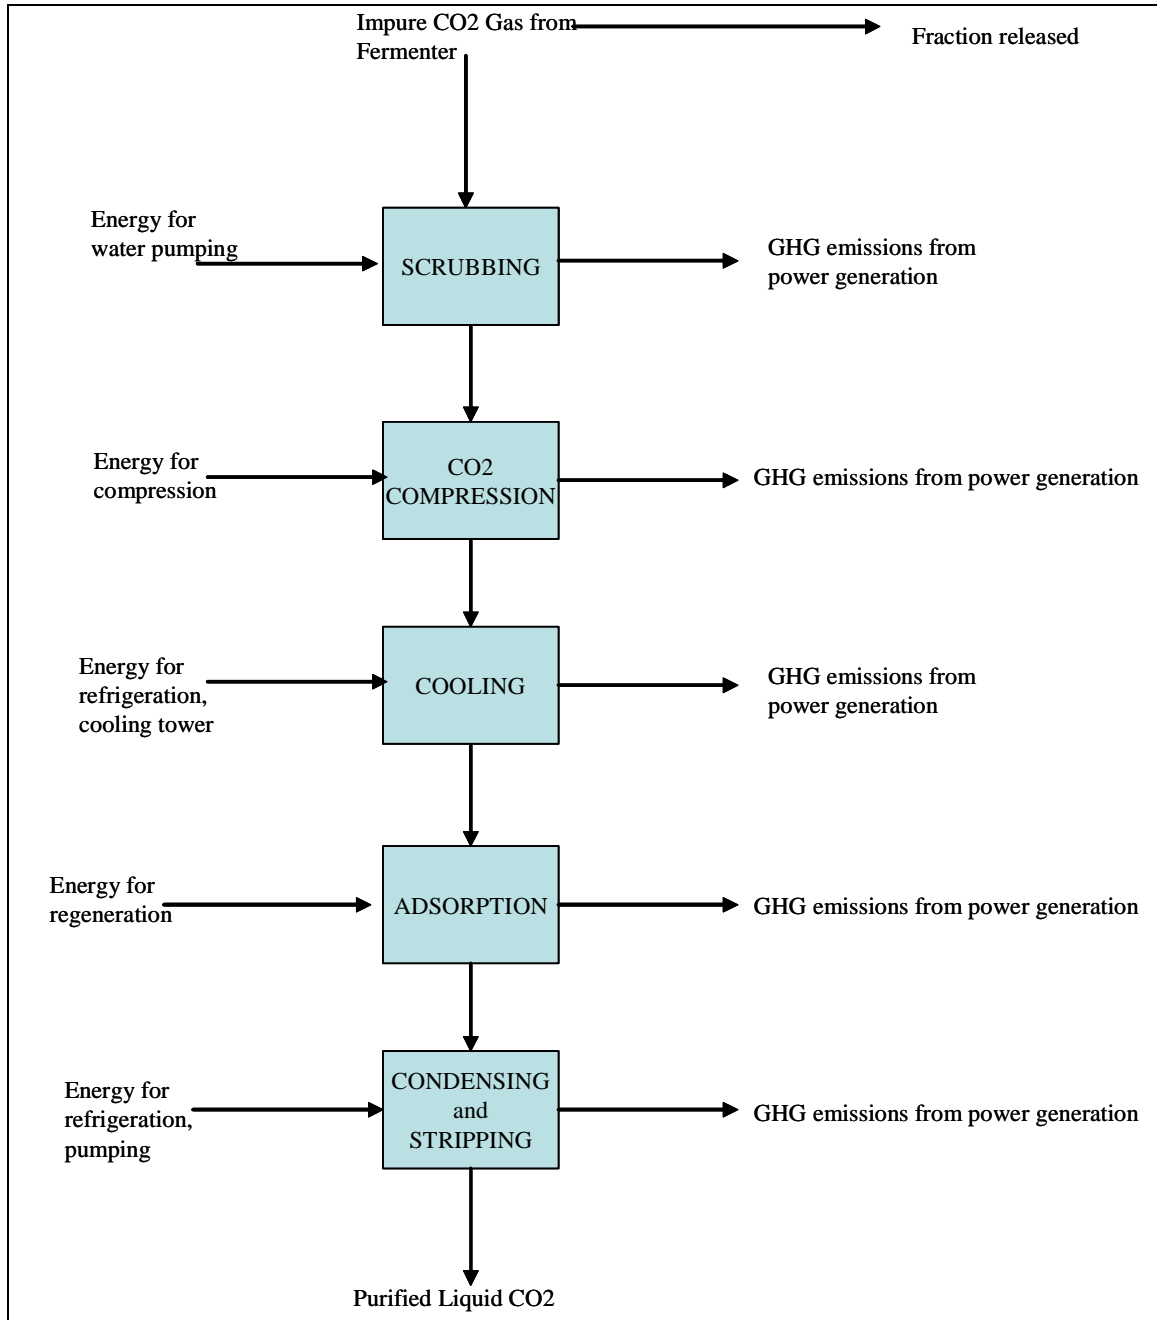 Impure CO2 Gas from
Fermenter
Fraction released
Energy for
water pumping
SCRUBBING
GHG emissions from
power generation
Energy for
compression
CO2
COMPRESSION
GHG emissions from power generation
Energy for
refrigeration,
cooling tower
COOLING
GHG emissions from
power generation
Energy for
regeneration
ADSORPTION
GHG emissions from power generation
Energy for
refrigeration,
pumping
CONDENSING
and
STRIPPING
GHG emissions from power generation
Purified Liquid CO2